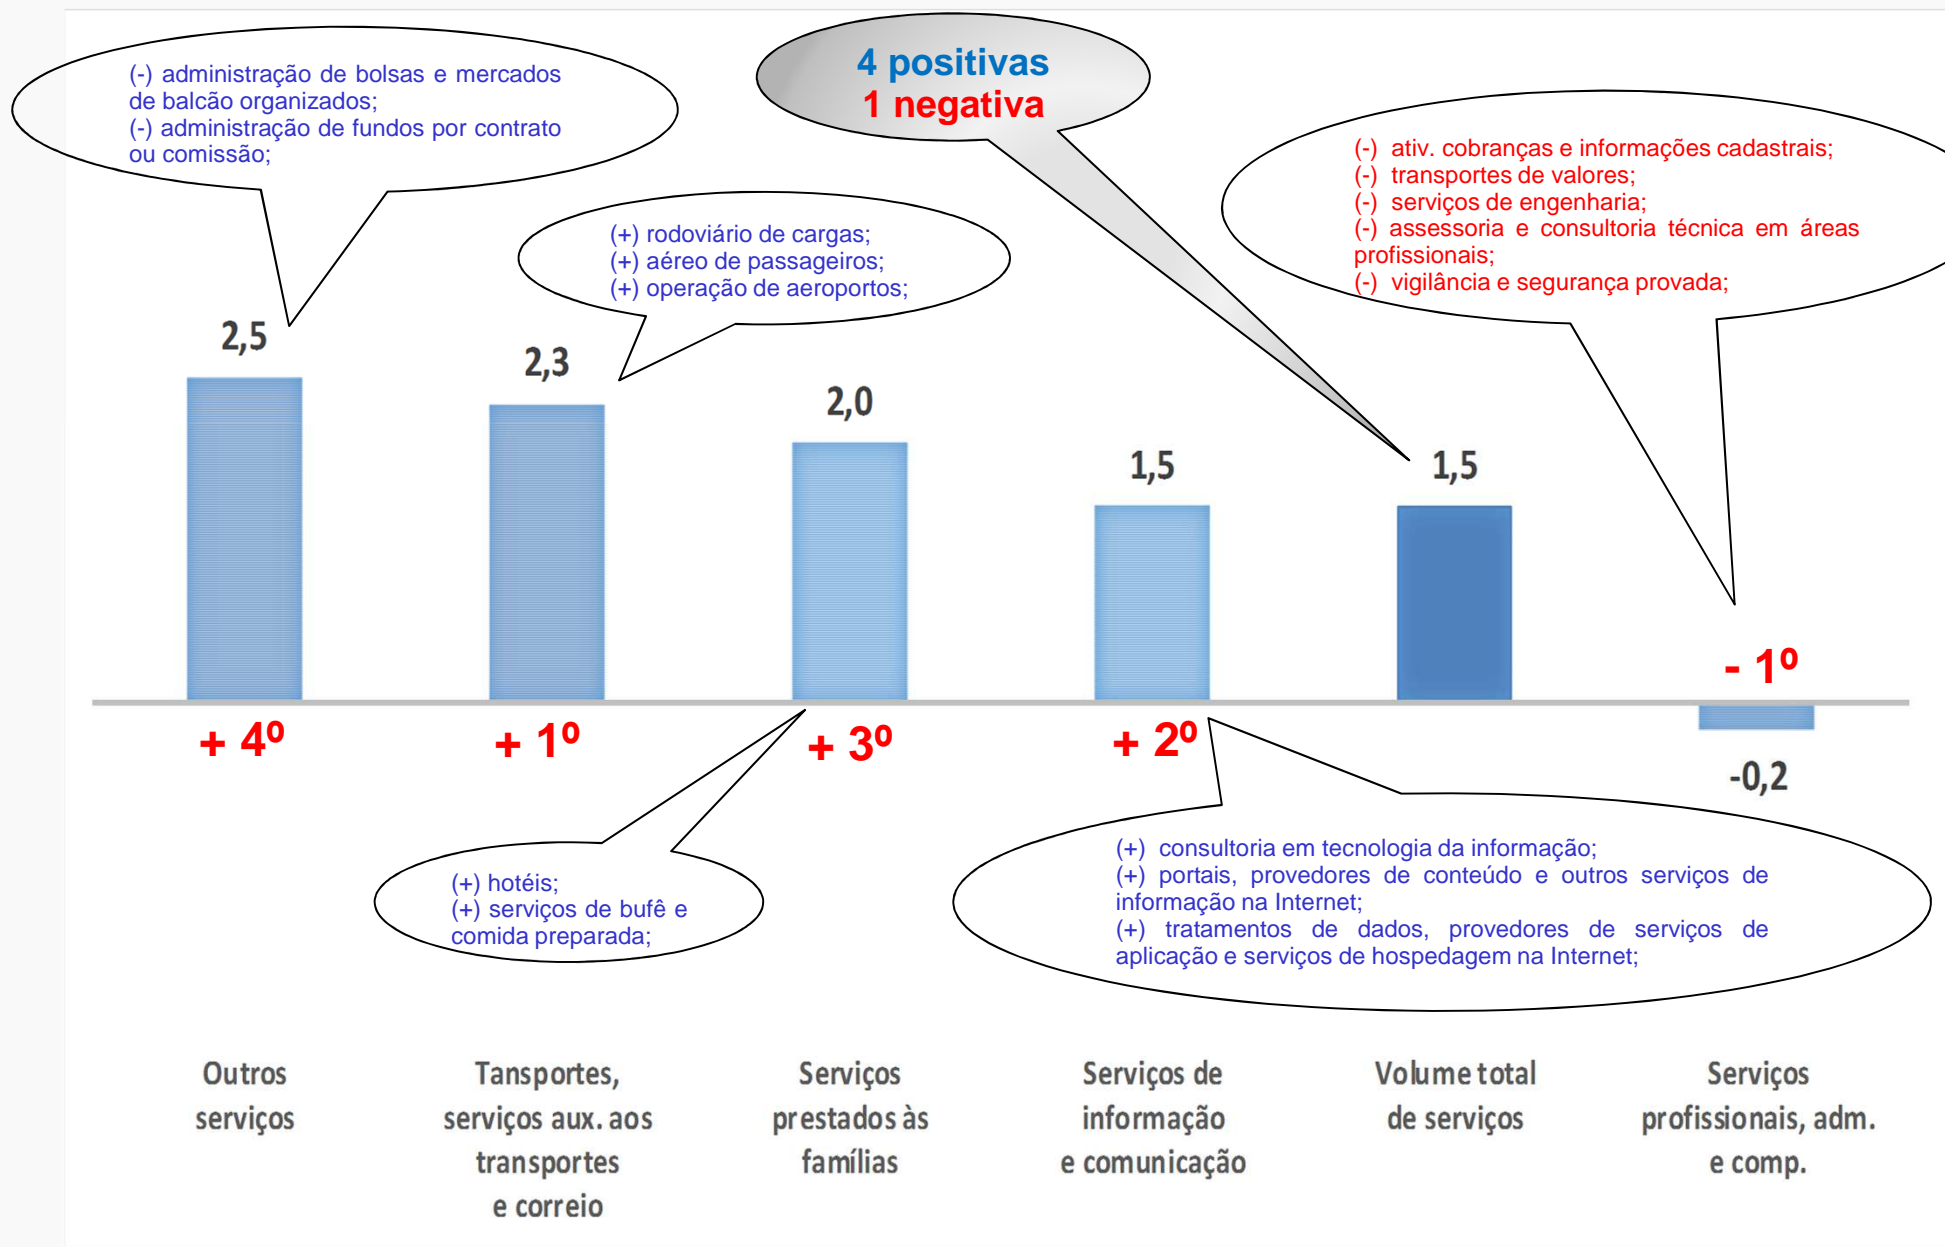 (-) administração de bolsas e mercados
de balcão organizados;
(-) administração de fundos por contrato
ou comissão;
4 positivas
1 negativa
(-) ativ. cobranças e informações cadastrais;
(-) transportes de valores;
(-) serviços de engenharia;
(-) assessoria e consultoria técnica em áreas
profissionais;
(-) vigilância e segurança provada;
(+) rodoviário de cargas;
(+) aéreo de passageiros;
(+) operação de aeroportos;
2,5
2,3
2,0
1,5
1,5
- 1º
+ 4º
+ 1º
+ 3º
+ 2º
-0,2
(+) hotéis;
(+) serviços de bufê e
comida preparada;
(+) consultoria em tecnologia da informação;
(+) portais, provedores de conteúdo e outros serviços de
informação na Internet;
(+) tratamentos de dados, provedores de serviços de
aplicação e serviços de hospedagem na Internet;
Outros
serviços
Tansportes,
serviços aux. aos
transportes
e correio
Serviços
prestados às
famílias
Serviços de
informação
e comunicação
Volume total
de serviços
Serviços
profissionais, adm.
e comp.